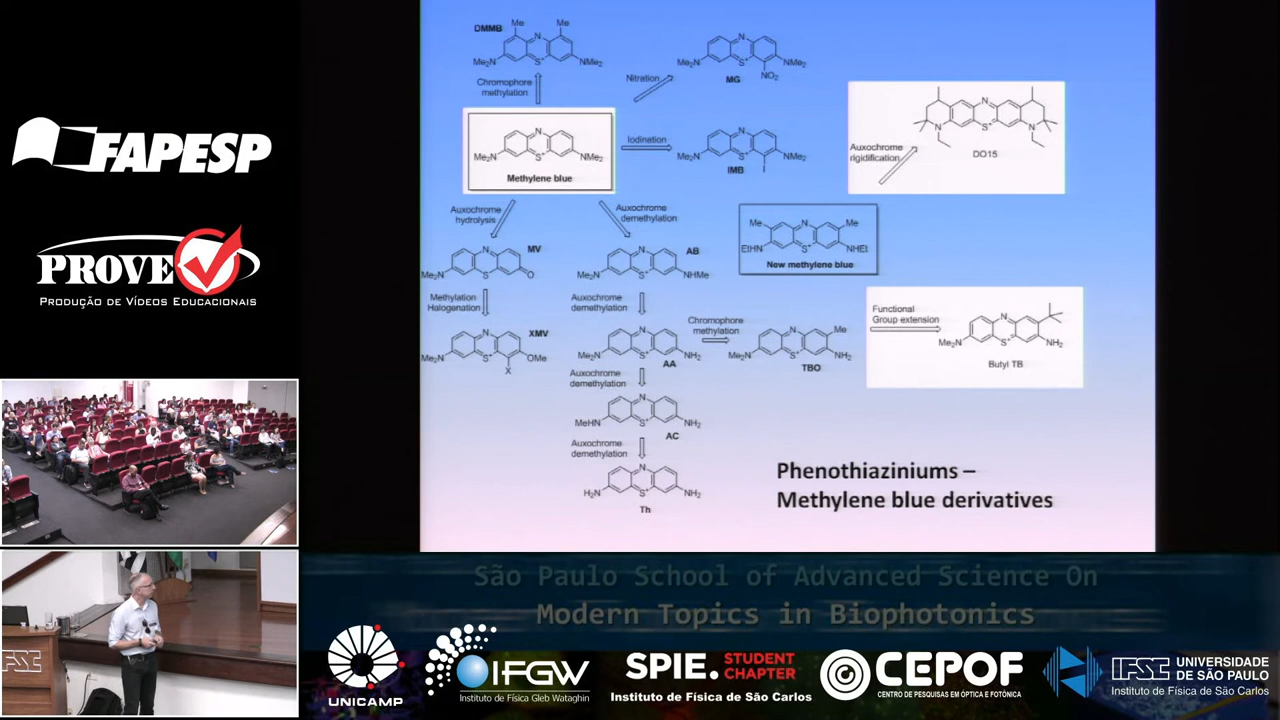 FAPESP
PROVE
PRODUÇÃO DE VÍDEOS EDUCACIONAIS
DMMB
Me
Me
N
S+
Me2N
NMe2
Chromophore
methylation
Nitration
N
S+
Me2N
NMe2
NO2
MG
N
S+
Me2N
NMe2
Methylene blue
Iodination
N
S+
Me2N
NMe2
I
IMB
Auxochrome
rigidification
N
S+
N
N
DO15
Auxochrome
hydrolysis
Auxochrome
demethylation
MV
N
S
Me2N
O
AB
N
S+
Me2N
NHMe
Me
Me
N
S+
EtHN
NHEt
New methylene blue
Methylation
Halogenation
Auxochrome
demethylation
XMV
N
S+
Me2N
OMe
X
N
S+
Me2N
NH2
AA
Chromophore
methylation
Me
N
S+
Me2N
NH2
TBO
Functional
Group extension
N
S+
Me2N
NH2
Butyl TB
Auxochrome
demethylation
N
S+
MeHN
NH2
AC
Auxochrome
demethylation
N
S+
H2N
NH2
Th
Phenothiaziniums –
Methylene blue derivatives
São Paulo School of Advanced Science On
Modern Topics in Biophotonics
UNICAMP
IFGW
Instituto de Física Gleb Wataghin
SPIE. STUDENT
CHAPTER
Instituto de Física de São Carlos
CEPOF
CENTRO DE PESQUISAS EM ÓPTICA E FOTÔNICA
IFSC UNIVERSIDADE
DE SÃO PAULO
Instituto de Física de São Carlos